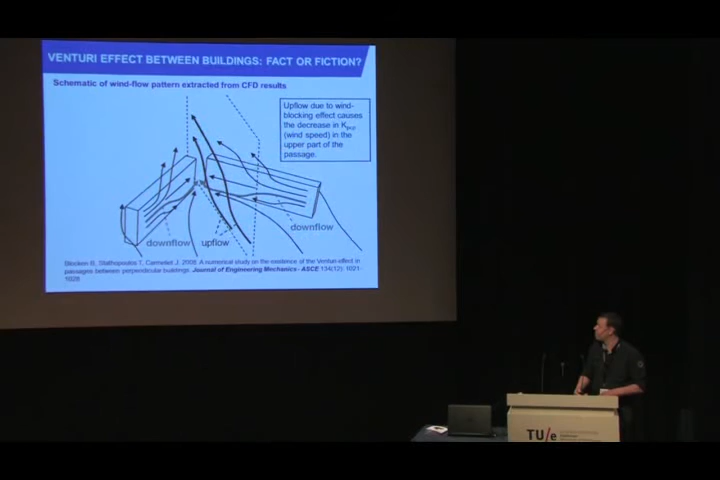 VENTURI EFFECT BETWEEN BUILDINGS: FACT OR FICTION?
Schematic of wind-flow pattern extracted from CFD results
Upflow due to wind-
blocking effect causes
the decrease in K
(wind speed) in the
upper part of the
passage.
downflow
downflow
upflow
Blocken B, Stathopoulos T, Carmeliet J. 2008. A numerical study on the existence of the Venturi-effect in
passages between perpendicular buildings. Journal of Engineering Mechanics - ASCE 134(12): 1021-
1028
TU/e